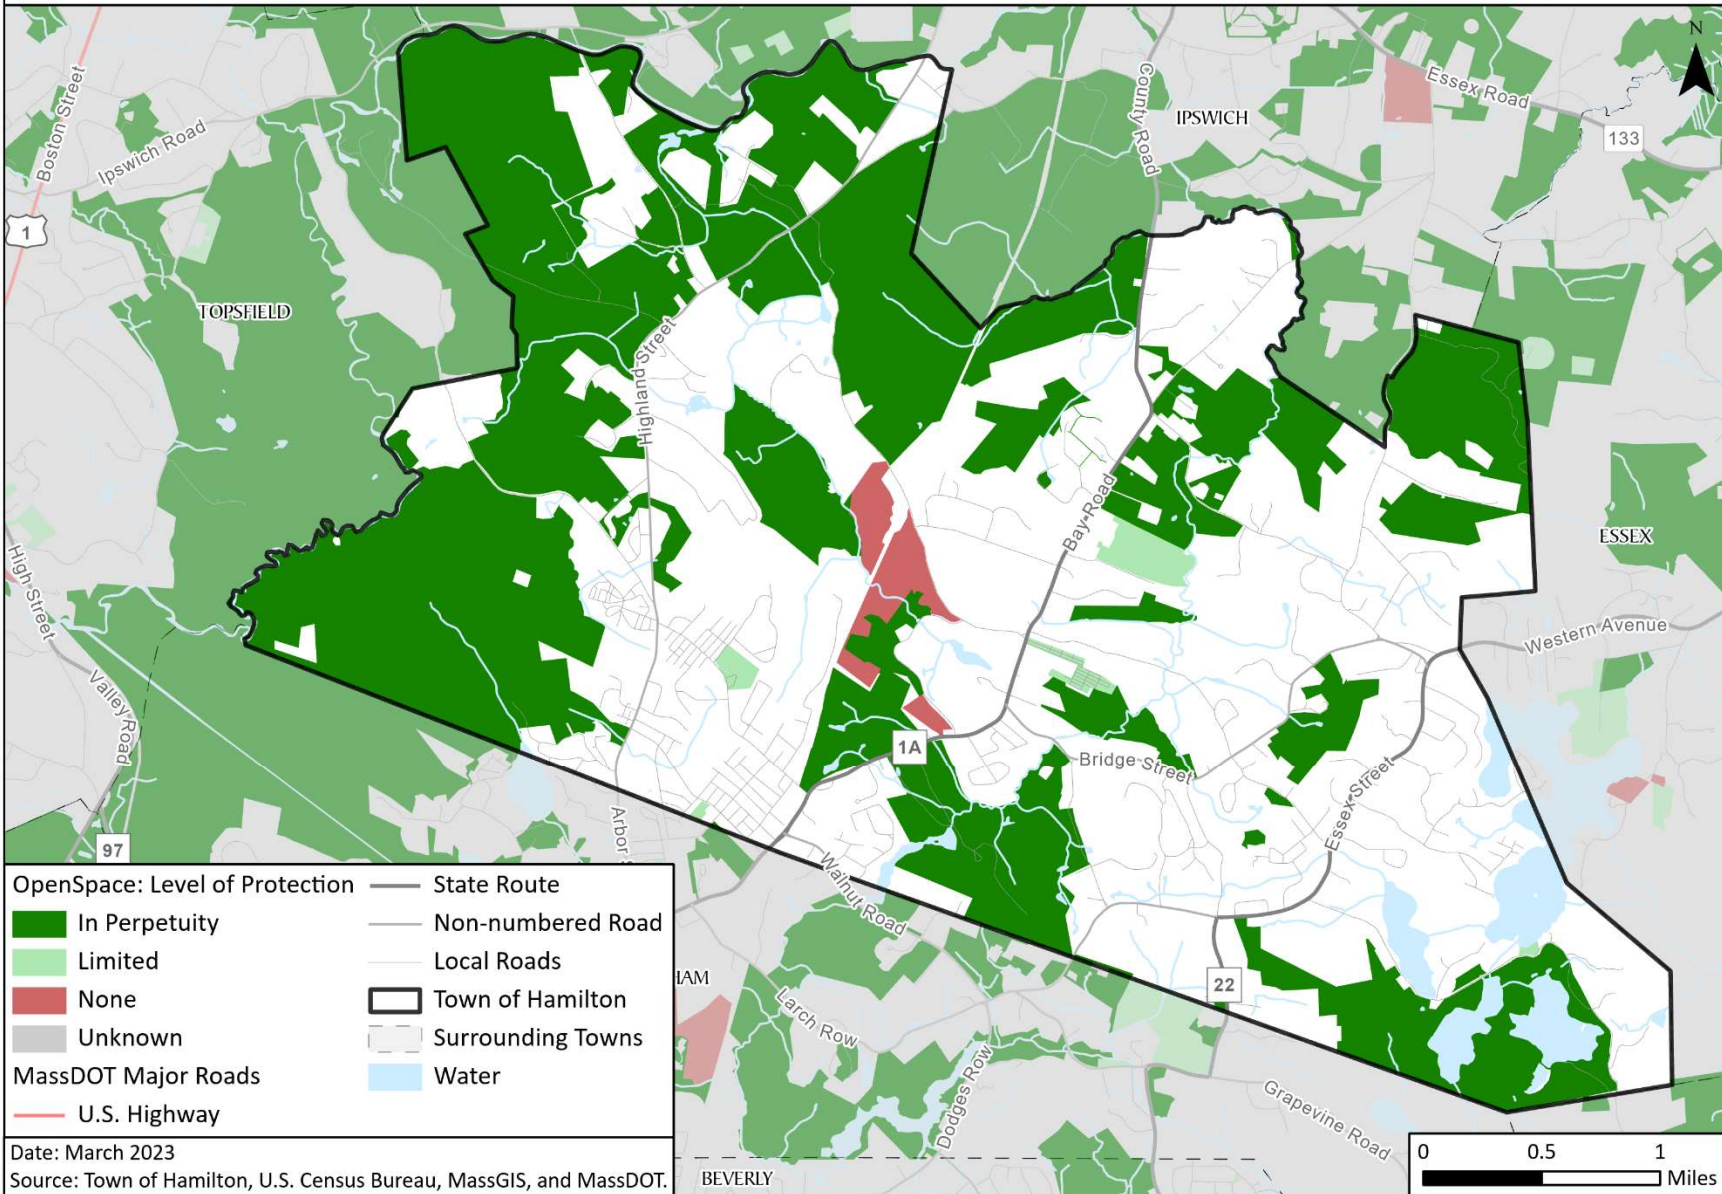 N
Boston Street
Ipswich Road
1
County Road
IPSWICH
Essex Road
133
TOPSFIELD
Highland Street
Bay Road
ESSEX
High Street
Valley Road
97
Western Avenue
1A
Bridge Street
Essex Street
Arbor
Walnut Road
22
HAM
Larch Row
Dodges Row
Grapevine Road
BEVERLY
OpenSpace: Level of Protection
In Perpetuity
Limited
None
Unknown
MassDOT Major Roads
U.S. Highway
State Route
Non-numbered Road
Local Roads
Town of Hamilton
Surrounding Towns
Water
Date: March 2023
Source: Town of Hamilton, U.S. Census Bureau, MassGIS, and MassDOT.
0 0.5 1
Miles